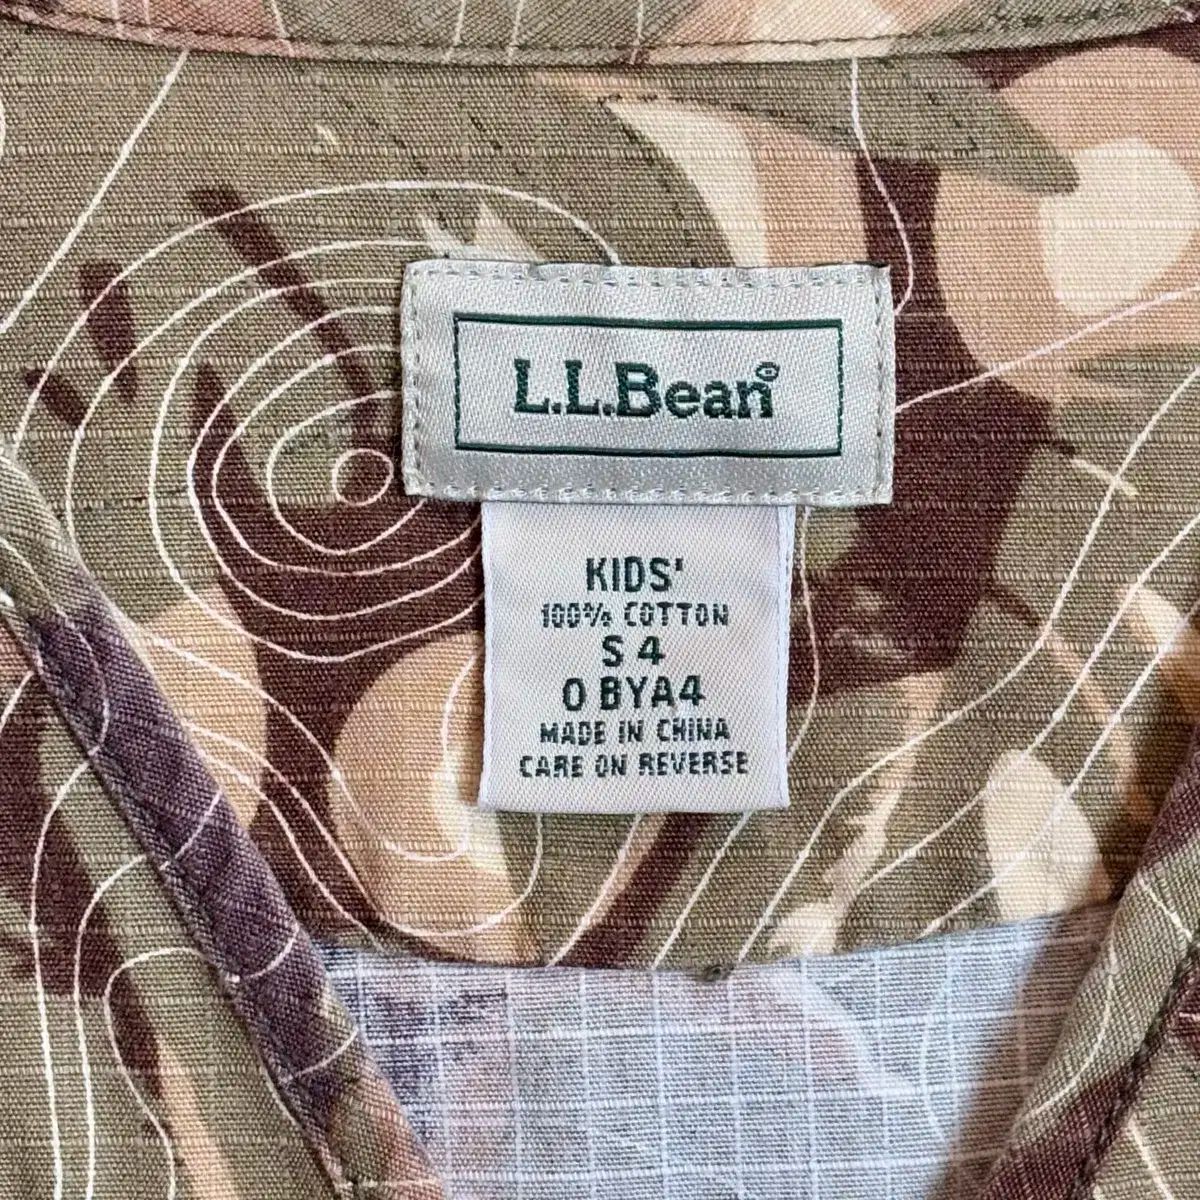 L.L.Bean®
KIDS'
100% COTTON
S 4
0 BYA4
MADE IN CHINA
CARE ON REVERSE